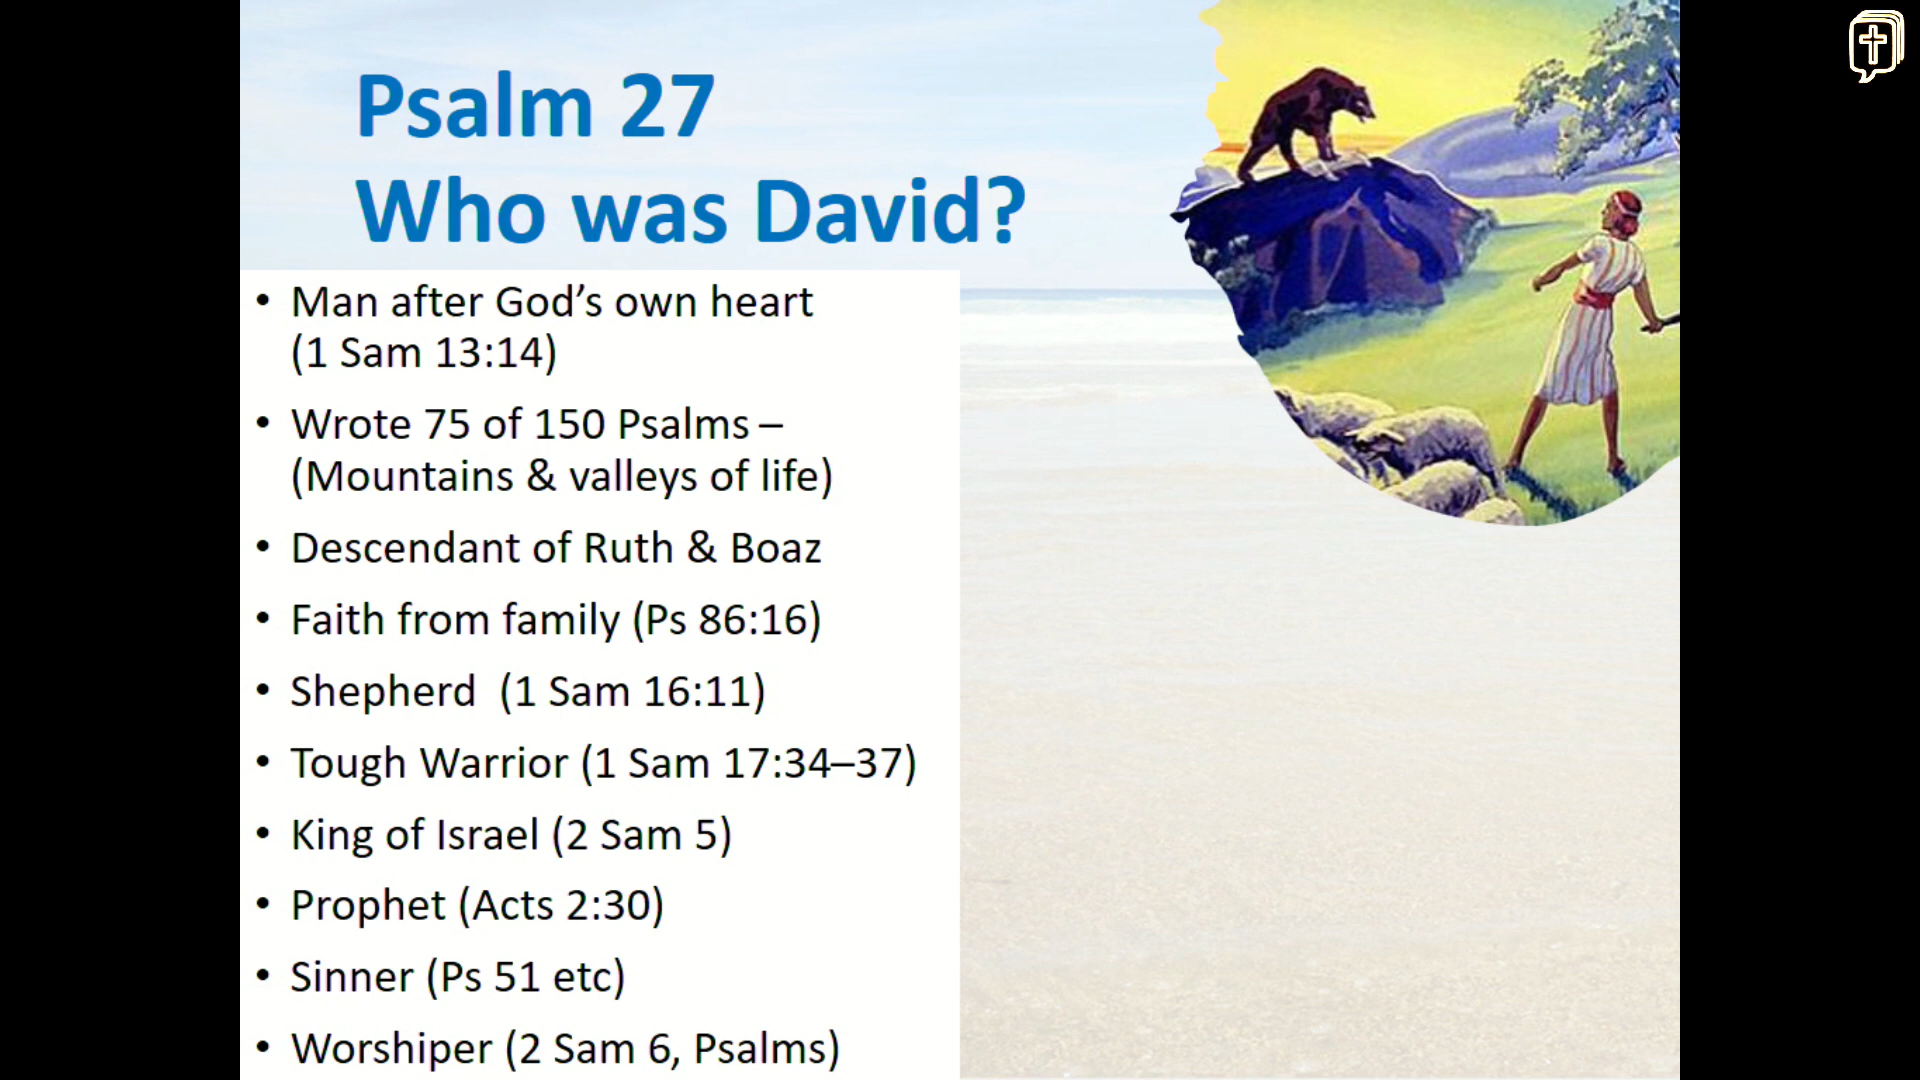 Psalm 27
Who was David?
• Man after God’s own heart
(1 Sam 13:14)
• Wrote 75 of 150 Psalms –
(Mountains & valleys of life)
• Descendant of Ruth & Boaz
• Faith from family (Ps 86:16)
• Shepherd  (1 Sam 16:11)
• Tough Warrior (1 Sam 17:34–37)
• King of Israel (2 Sam 5)
• Prophet (Acts 2:30)
• Sinner (Ps 51 etc)
• Worshiper (2 Sam 6, Psalms)